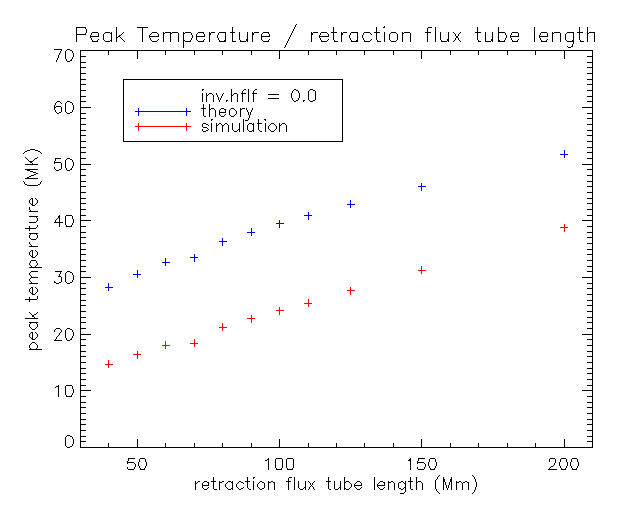 Peak Temperature / retraction flux tube length
70
60
50
40
30
20
10
0
peak temperature (MK)
inv.hflf = 0.0
theory
simulation
50 100 150 200
retraction flux tube length (Mm)